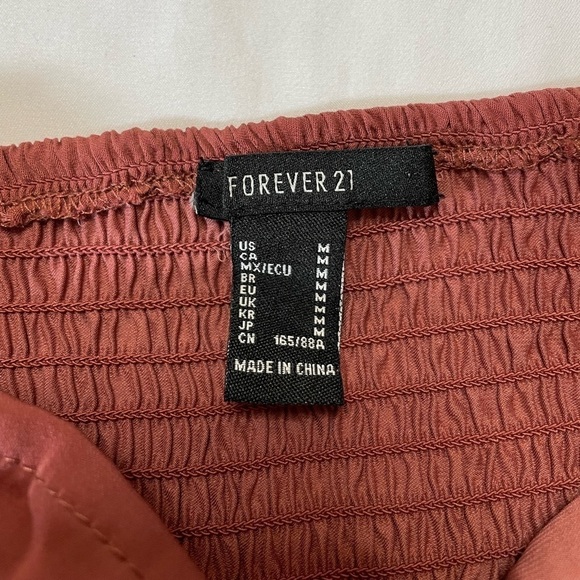 FOREVER 21
US M
CA M
MX/ECU M
BR M
EU M
UK M
KR M
JP M
CN 165/88A
MADE IN CHINA